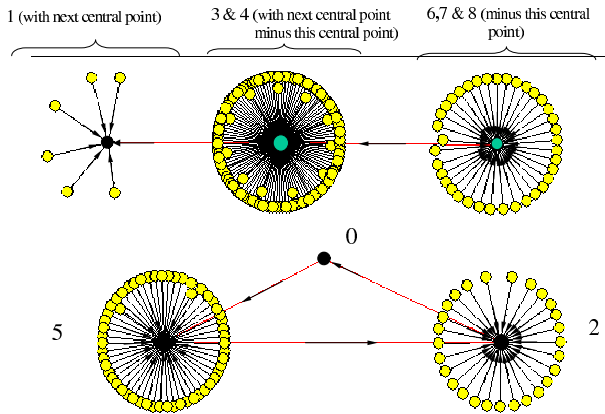 1 (with next central point)
3 & 4 (with next central point
minus this central point)
6,7 & 8 (minus this central
point)
0
5
2